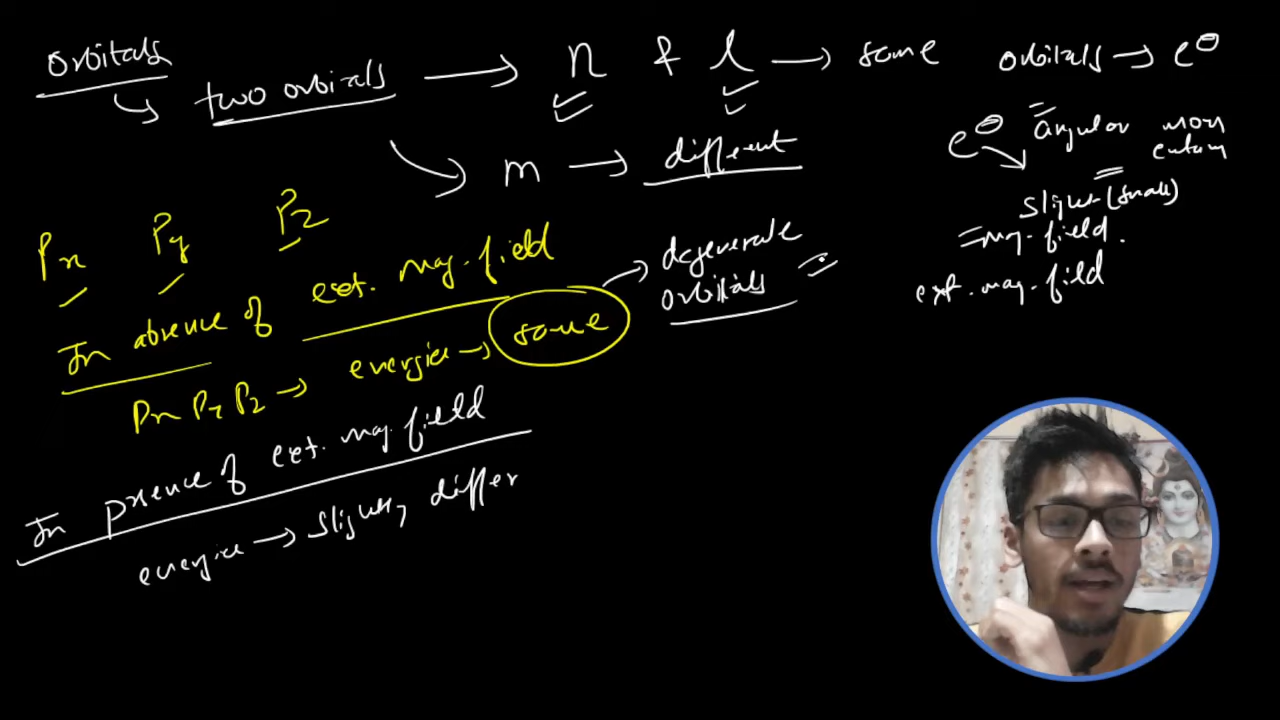 orbitals
two orbitals → n & l → same
m → different
Px Py Pz
In absence of ext. mag. field
Px Py Pz → energies → same
degenerate
orbitals
In presence of ext. mag. field
energies → slightly differ
orbitals → e⊖
e⊖ angular mom
entum
slight (small)
mag. field.
ext. mag. field